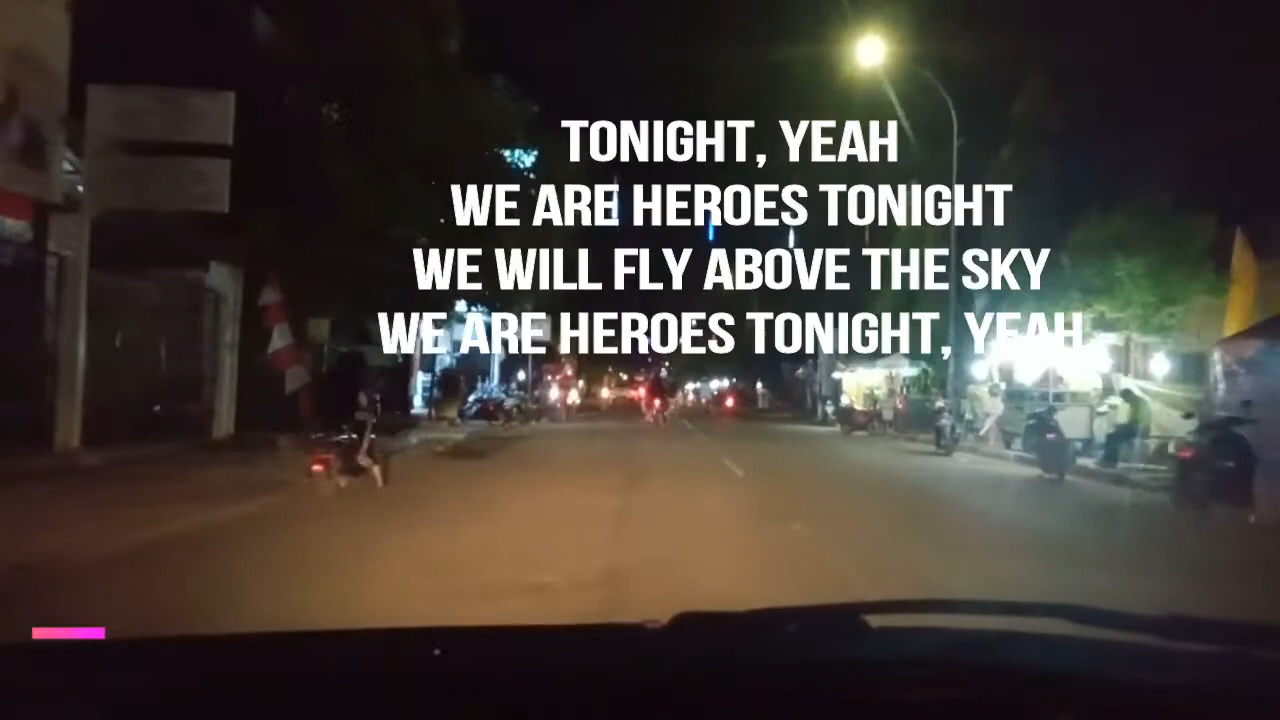 TONIGHT, YEAH
WE ARE HEROES TONIGHT
WE WILL FLY ABOVE THE SKY
WE ARE HEROES TONIGHT, YEAH